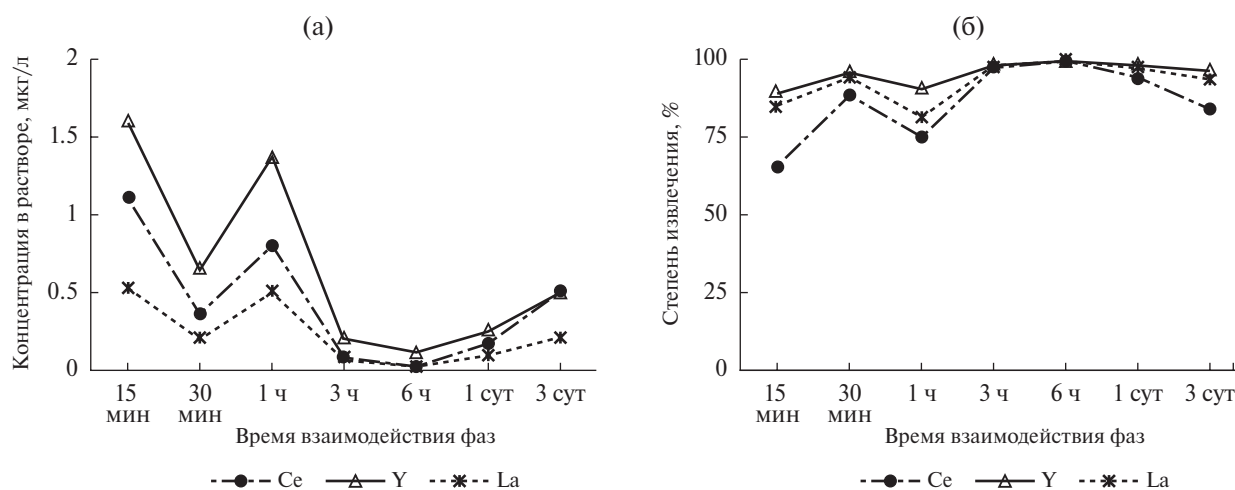 (а)
Концентрация в растворе, мкг/л
2
1.5
1
0.5
0
15 мин
30 мин
1 ч
3 ч
6 ч
1 сут
3 сут
Время взаимодействия фаз
Ce
Y
La
(б)
Степень извлечения, %
100
75
50
25
0
15 мин
30 мин
1 ч
3 ч
6 ч
1 сут
3 сут
Время взаимодействия фаз
Ce
Y
La